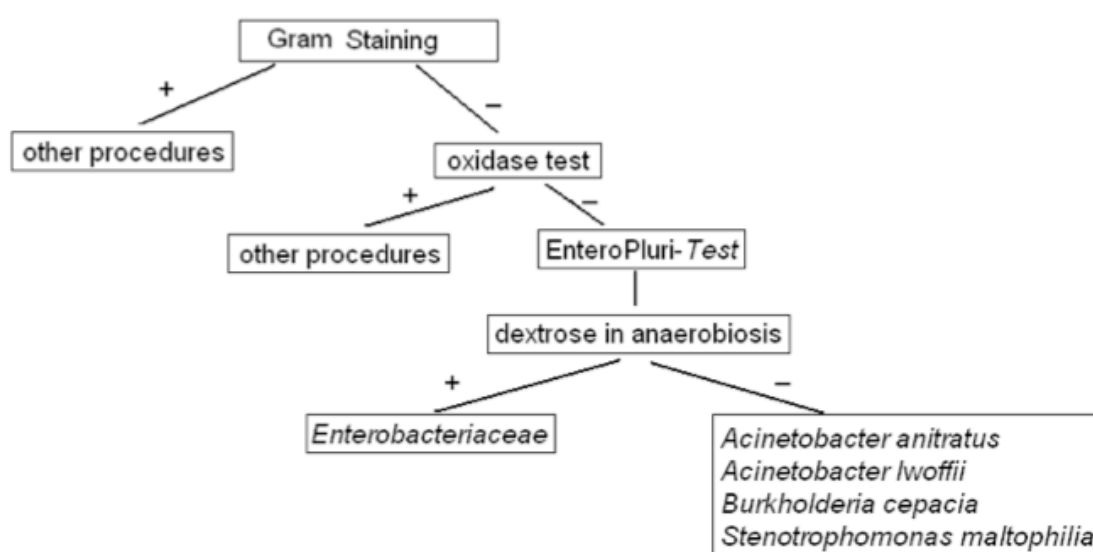 Gram Staining
+
−
other procedures
oxidase test
+
−
other procedures
EnteroPluri-Test
dextrose in anaerobiosis
+
−
Enterobacteriaceae
Acinetobacter anitratus
Acinetobacter lwoffii
Burkholderia cepacia
Stenotrophomonas maltophilia